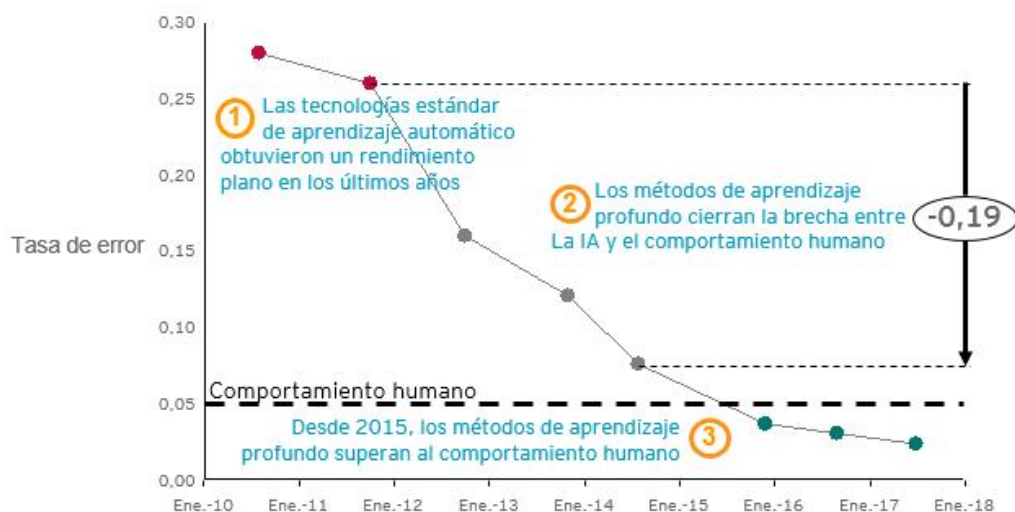 0,30
0,25
0,20
0,15
0,10
0,05
0,00
Tasa de error
1
Las tecnologías estándar
de aprendizaje automático
obtuvieron un rendimiento
plano en los últimos años
2
Los métodos de aprendizaje
profundo cierran la brecha entre
La IA y el comportamiento humano
-0,19
Comportamiento humano
Desde 2015, los métodos de aprendizaje
profundo superan al comportamiento humano
3
Ene.-10 Ene.-11 Ene.-12 Ene.-13 Ene.-14 Ene.-15 Ene.-16 Ene.-17 Ene.-18